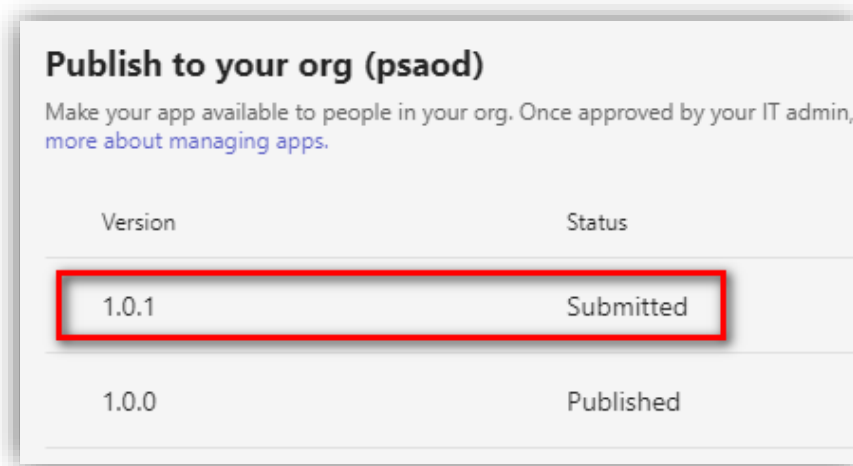 Publish to your org (psaod)
Make your app available to people in your org. Once approved by your IT admin,
more about managing apps.
Version Status
1.0.1 Submitted
1.0.0 Published